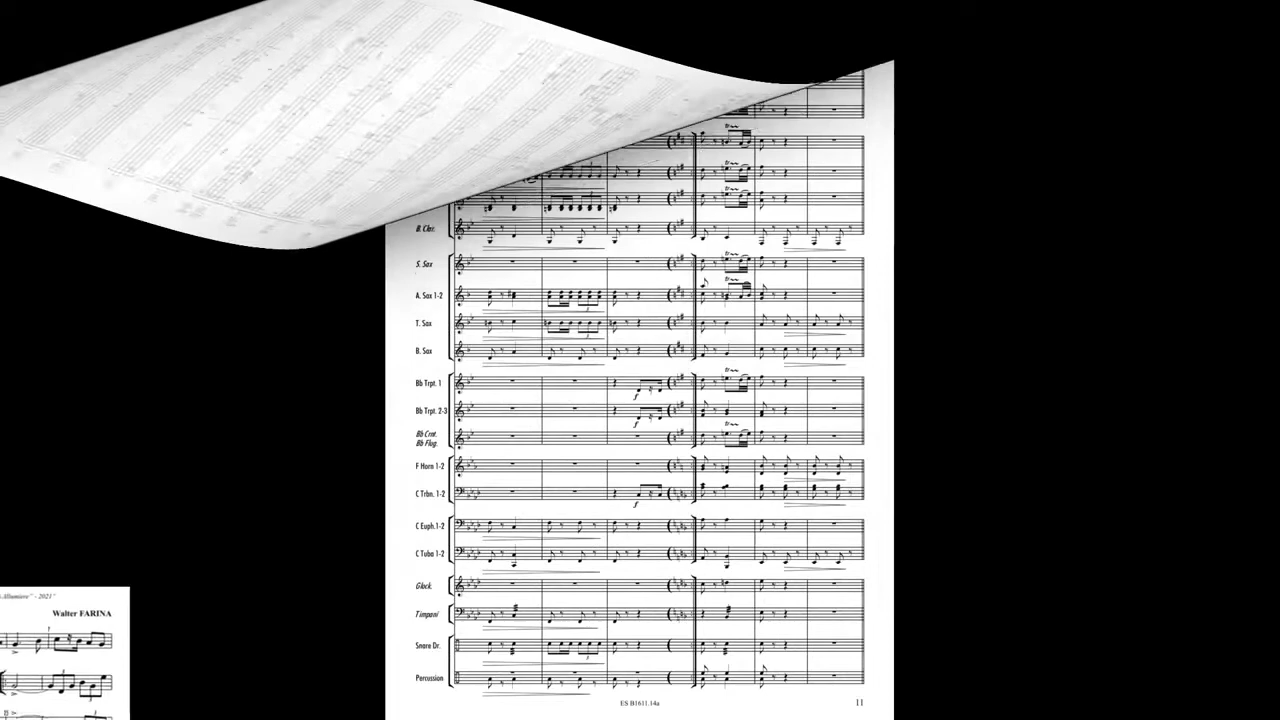 B. Clar.
S. Sax
A. Sax 1-2
T. Sax
B. Sax
Bb Trpt. 1
Bb Trpt. 2-3
Bb Crnt.
Bb Flug.
F Horn 1-2
C Trbn. 1-2
C Euph.1-2
C Tuba 1-2
Glock.
Timpani
Snare Dr.
Percussion
ES B1611.14a
11
Allumiere" - 2021"
Walter FARINA